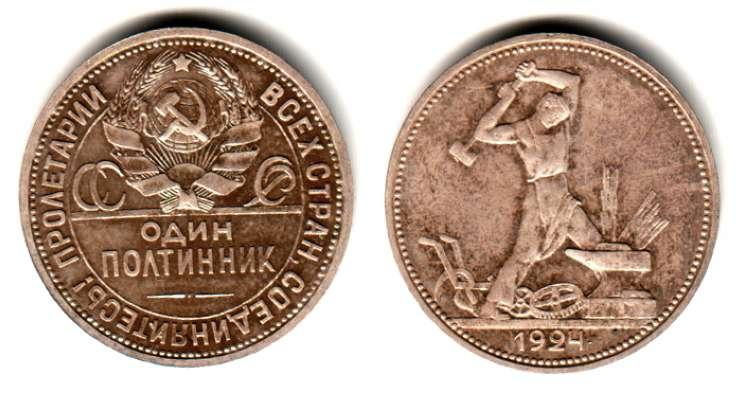 ПРОЛЕТАРИИ ВСЕХ СТРАН СОЕДИНЯЙТЕСЬ!
СС СР
ОДИН
ПОЛТИННИК
1924